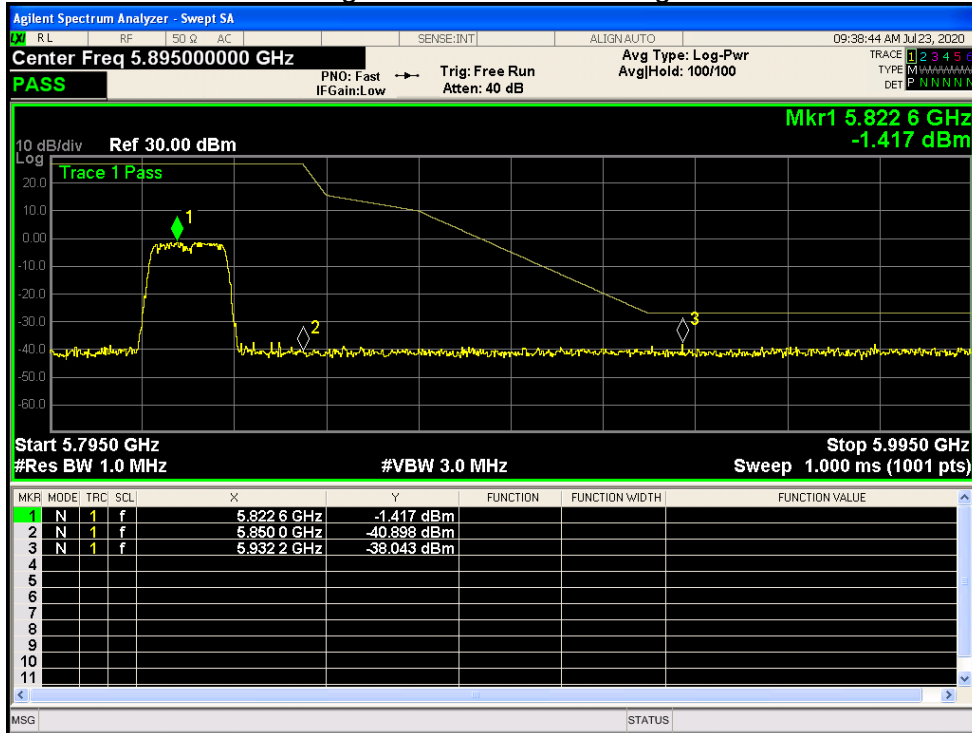 Agilent Spectrum Analyzer - Swept SA
LXI RL RF 50 Ω AC SENSE:INT ALIGN AUTO 09:38:44 AM Jul 23, 2020
Center Freq 5.895000000 GHz Avg Type: Log-Pwr TRACE 1 2 3 4 5 6
PNO: Fast Trig: Free Run Avg|Hold: 100/100 TYPE M
PASS IFGain:Low Atten: 40 dB DET P N N N N N
Mkr1 5.822 6 GHz
10 dB/div Ref 30.00 dBm -1.417 dBm
Log
Trace 1 Pass
20.0
10.0
1
0.00
-10.0
-20.0
-30.0
2
3
-40.0
-50.0
-60.0
Start 5.7950 GHz Stop 5.9950 GHz
#Res BW 1.0 MHz #VBW 3.0 MHz Sweep 1.000 ms (1001 pts)
MKR MODE TRC SCL X Y FUNCTION FUNCTION WIDTH FUNCTION VALUE
1 N 1 f 5.822 6 GHz -1.417 dBm
2 N 1 f 5.850 0 GHz -40.898 dBm
3 N 1 f 5.932 2 GHz -38.043 dBm
4
5
6
7
8
9
10
11
MSG STATUS